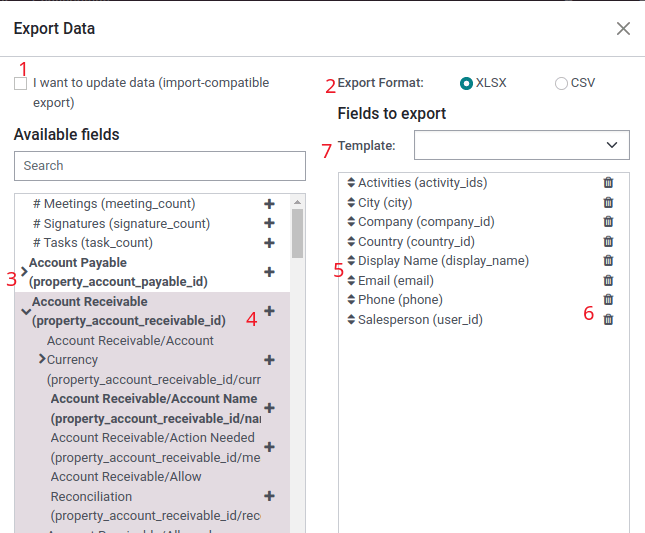 Export Data
1
I want to update data (import-compatible
export)
2 Export Format: XLSX CSV
Available fields
Fields to export
Search
7 Template:
# Meetings (meeting_count)
# Signatures (signature_count)
# Tasks (task_count)
3 Account Payable
(property_account_payable_id)
Account Receivable
(property_account_receivable_id) 4
Account Receivable/Account
Currency
(property_account_receivable_id/curr
Account Receivable/Account Name
(property_account_receivable_id/nai
Account Receivable/Action Needed
(property_account_receivable_id/me
Account Receivable/Allow
Reconciliation
(property_account_receivable_id/rec
Activities (activity_ids)
City (city)
Company (company_id)
Country (country_id)
5 Display Name (display_name)
Email (email)
Phone (phone)
6
Salesperson (user_id)